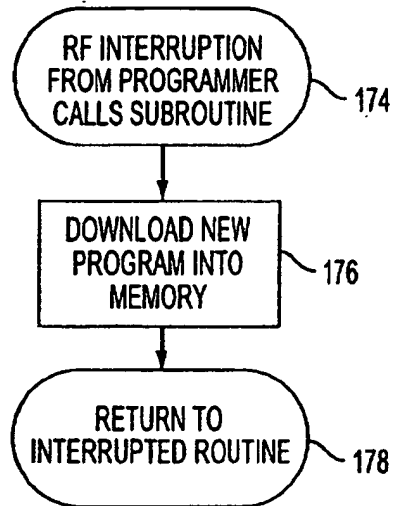 RF INTERRUPTION
FROM PROGRAMMER
CALLS SUBROUTINE
174
DOWNLOAD NEW
PROGRAM INTO
MEMORY
176
RETURN TO
INTERRUPTED ROUTINE
178